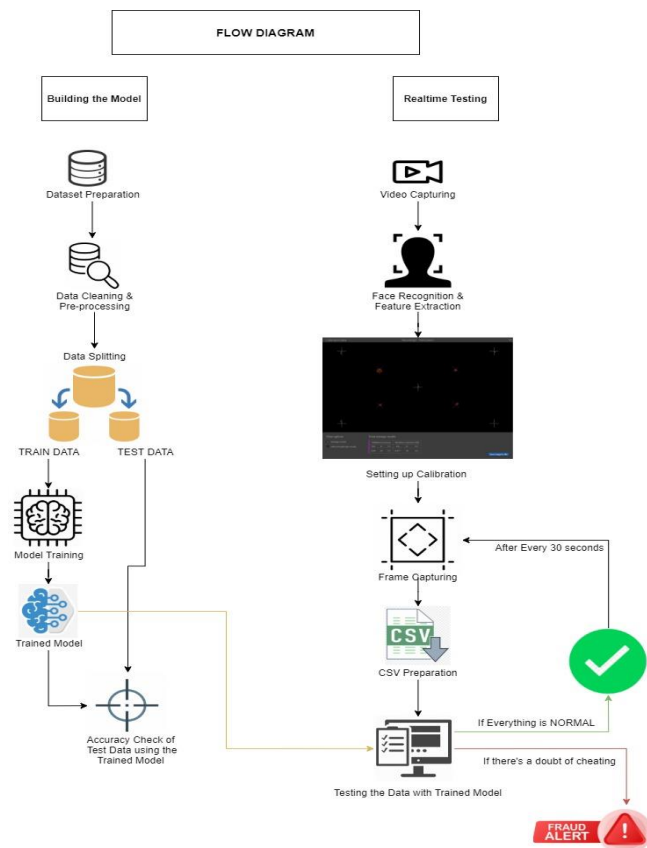 FLOW DIAGRAM
Building the Model
Dataset Preparation
Data Cleaning &
Pre-processing
Data Splitting
TRAIN DATA
TEST DATA
Model Training
Trained Model
Accuracy Check of
Test Data using the
Trained Model
Realtime Testing
Video Capturing
Face Recognition &
Feature Extraction
Setting up Calibration
After Every 30 seconds
Frame Capturing
CSV
CSV Preparation
If Everything is NORMAL
If there's a doubt of cheating
Testing the Data with Trained Model
FRAUD
ALERT